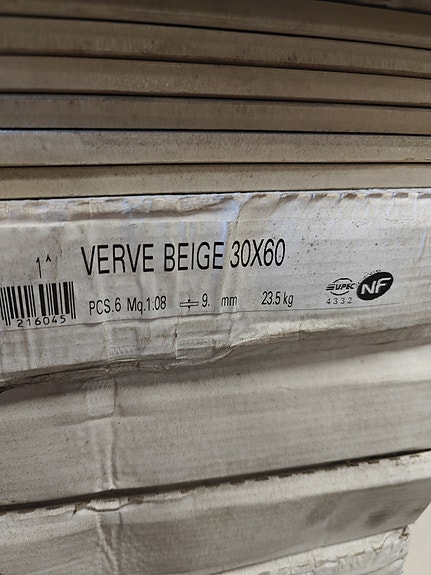 1^ VERVE BEIGE 30X60
PCS.6 Mq.1.08 9. mm 23.5 kg UPEC NF
216045 4332